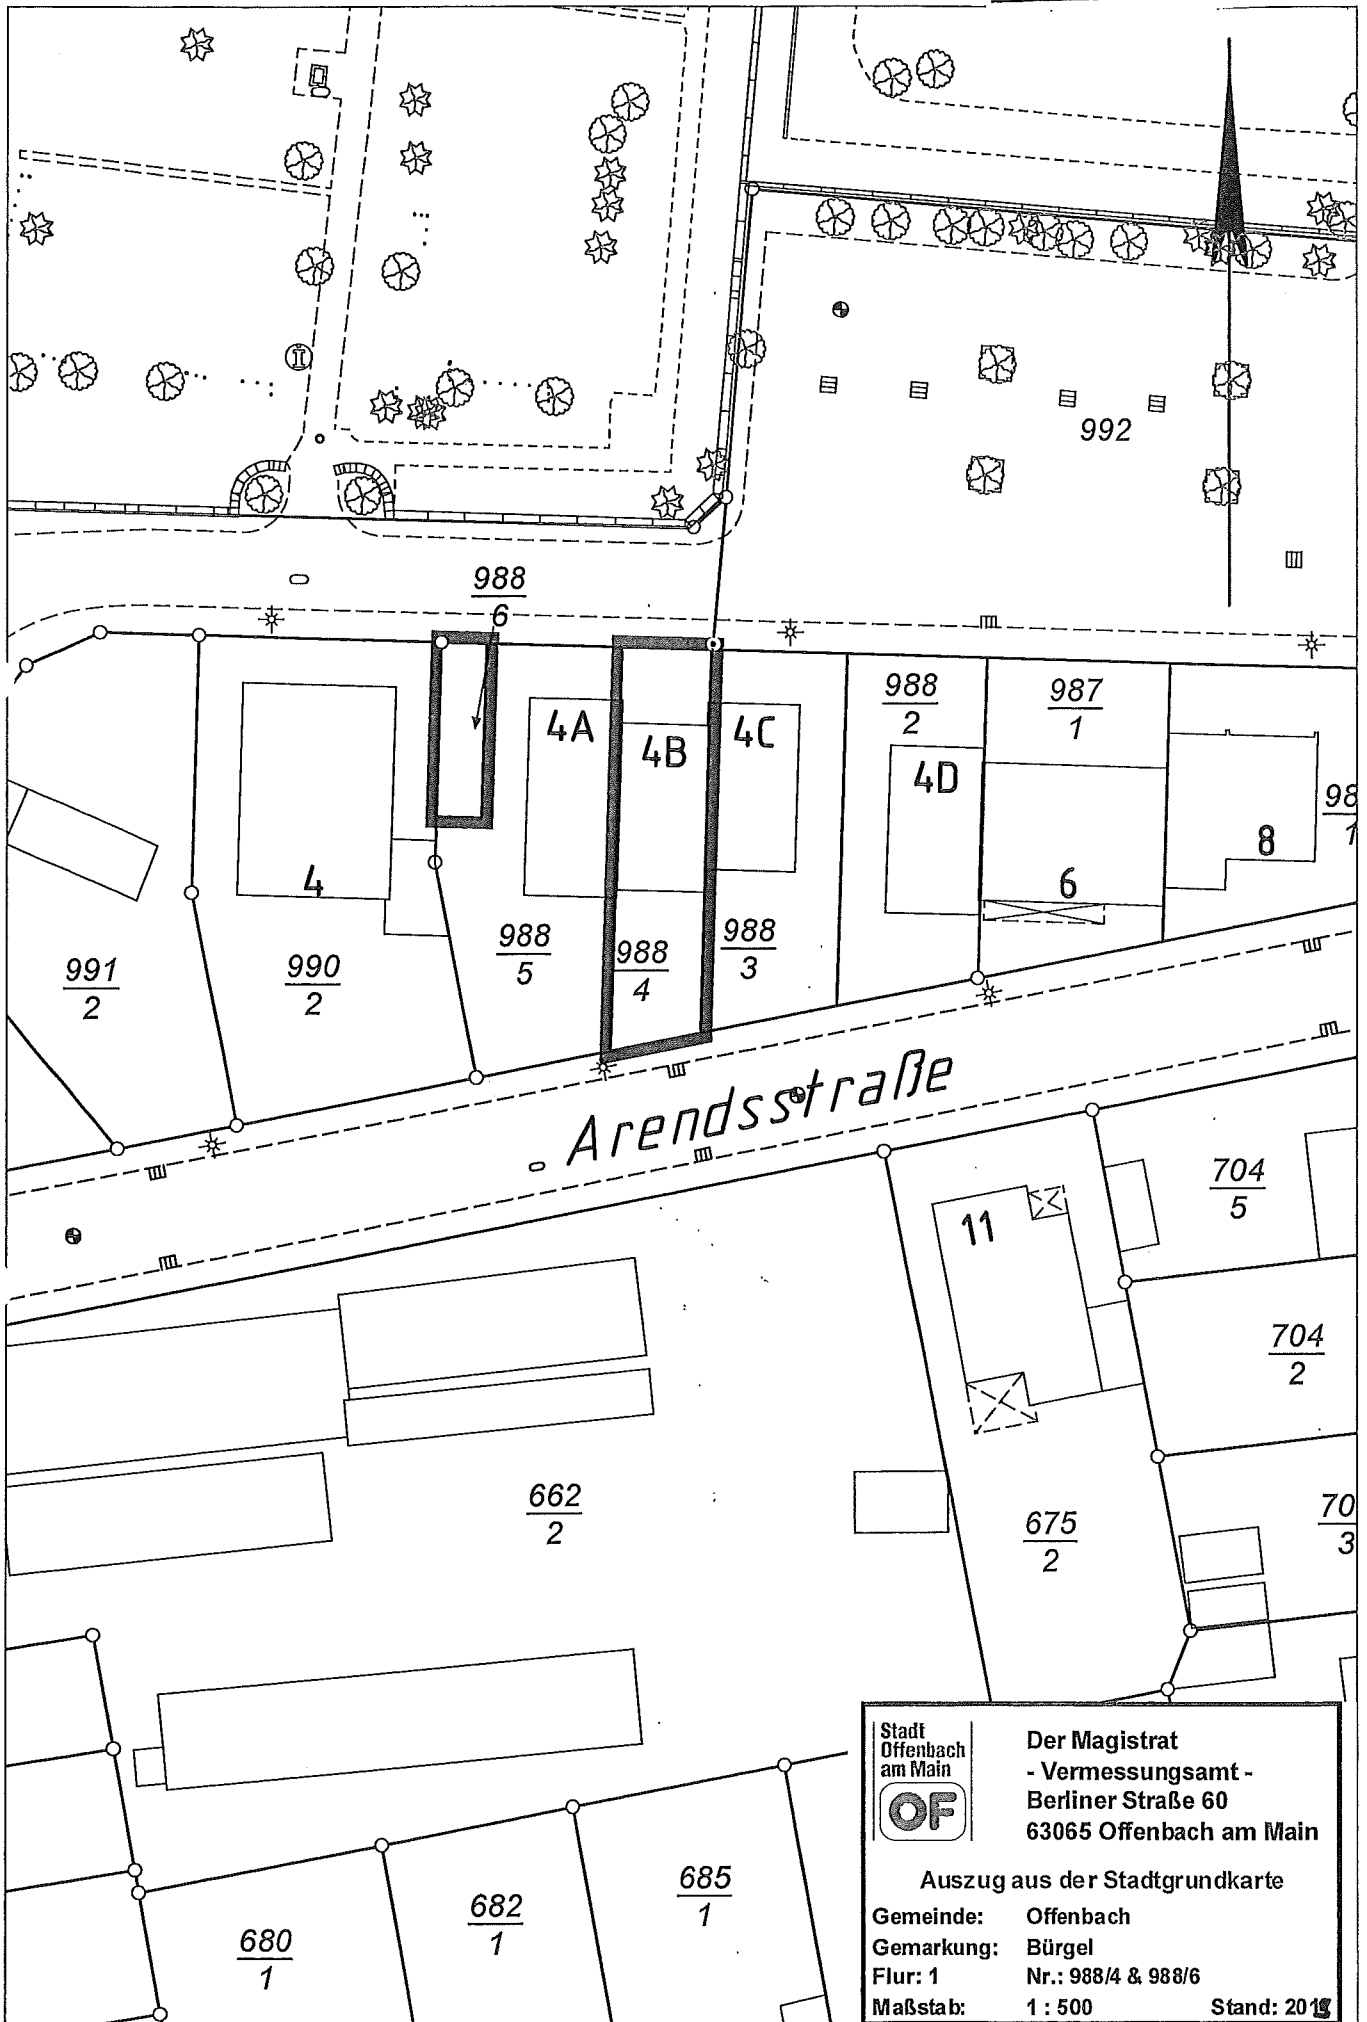 992
988
6
4A
4B
4C
988
2
987
1
4D
98
1
8
4
6
988
5
988
4
988
3
991
2
990
2
Arendsstraße
11
704
5
704
2
662
2
675
2
70
3
680
1
682
1
685
1
Stadt
Offenbach
am Main
OF
Der Magistrat
- Vermessungsamt -
Berliner Straße 60
63065 Offenbach am Main
Auszug aus der Stadtgrundkarte
Gemeinde: Offenbach
Gemarkung: Bürgel
Flur: 1 Nr.: 988/4 & 988/6
Maßstab: 1 : 500 Stand: